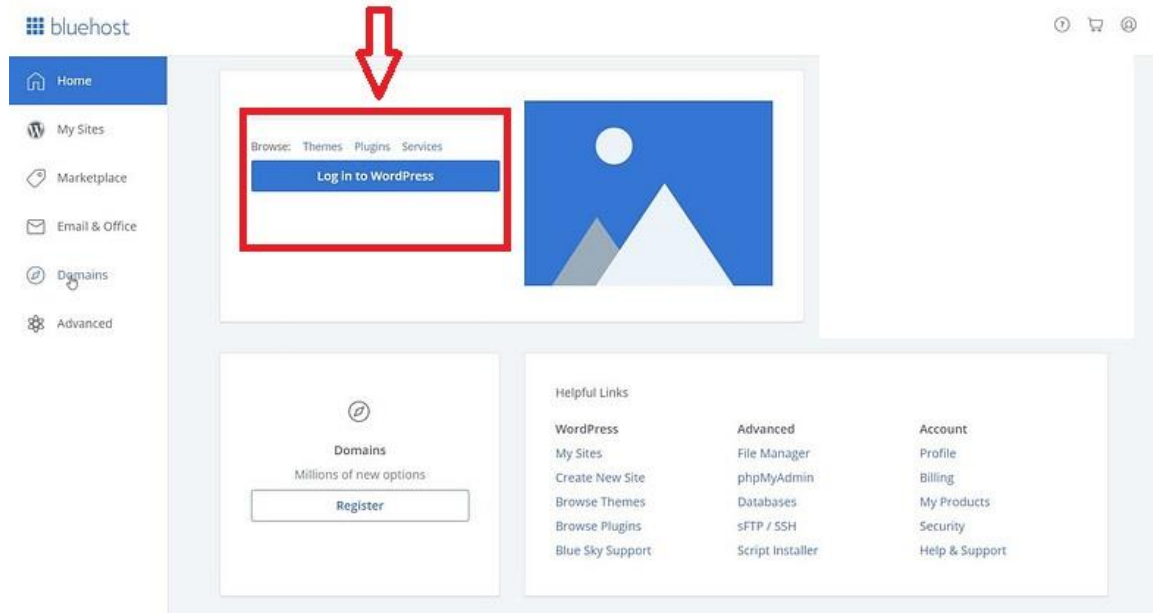 bluehost
Home
My Sites
Marketplace
Email & Office
Domains
Advanced
Browse: Themes Plugins Services
Log in to WordPress
Domains
Millions of new options
Register
Helpful Links
WordPress
My Sites
Create New Site
Browse Themes
Browse Plugins
Blue Sky Support
Advanced
File Manager
phpMyAdmin
Databases
sFTP / SSH
Script Installer
Account
Profile
Billing
My Products
Security
Help & Support